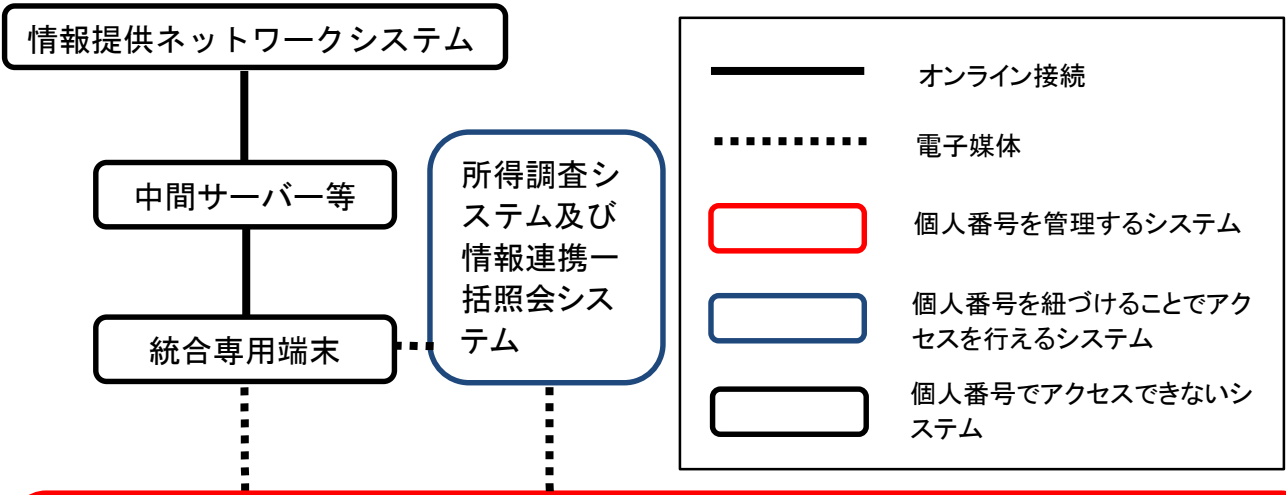 情報提供ネットワークシステム
中間サーバー等
統合専用端末
所得調査シ
ステム及び
情報連携一
括照会シス
テム
オンライン接続
電子媒体
個人番号を管理するシステム
個人番号を紐づけることでアク
セスを行えるシステム
個人番号でアクセスできないシ
ステム